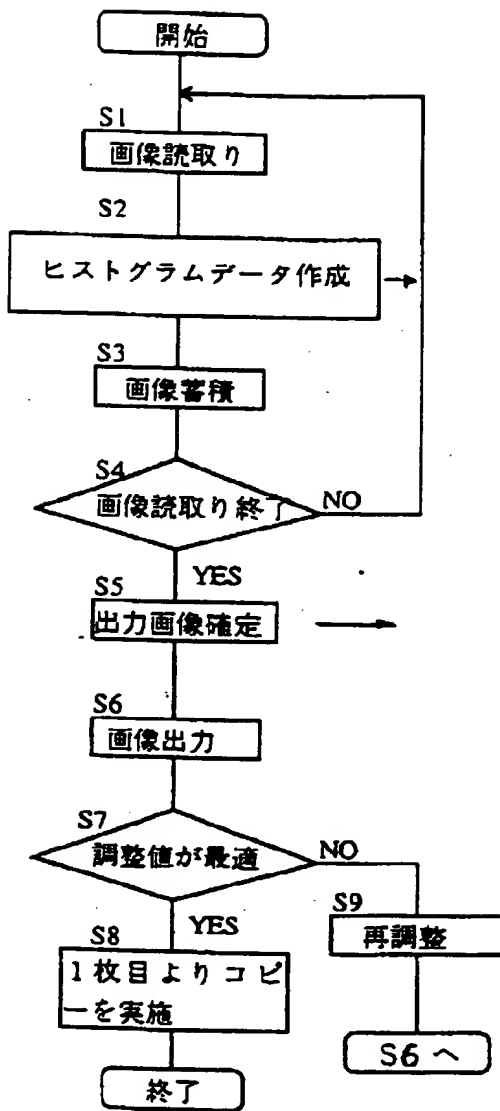 開始
S1
画像読取り
S2
ヒストグラムデータ作成
S3
画像蓄積
S4
画像読取り終了
NO
YES
S5
出力画像確定
S6
画像出力
S7
調整値が最適
NO
YES
S8
1枚目よりコピ
ーを実施
S9
再調整
S6へ
終了